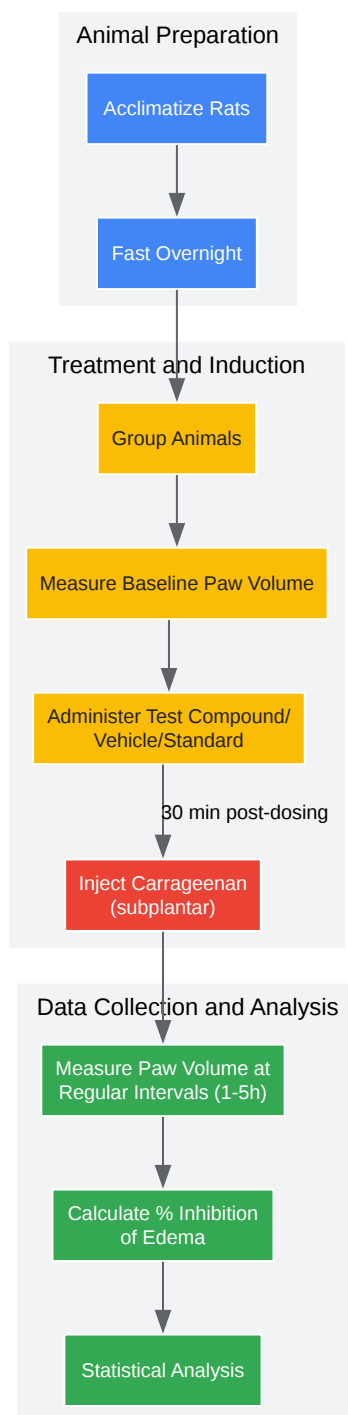 Animal Preparation
Acclimatize Rats
Fast Overnight
Treatment and Induction
Group Animals
Measure Baseline Paw Volume
Administer Test Compound/
Vehicle/Standard
30 min post-dosing
Inject Carrageenan
(subplantar)
Data Collection and Analysis
Measure Paw Volume at
Regular Intervals (1-5h)
Calculate % Inhibition
of Edema
Statistical Analysis